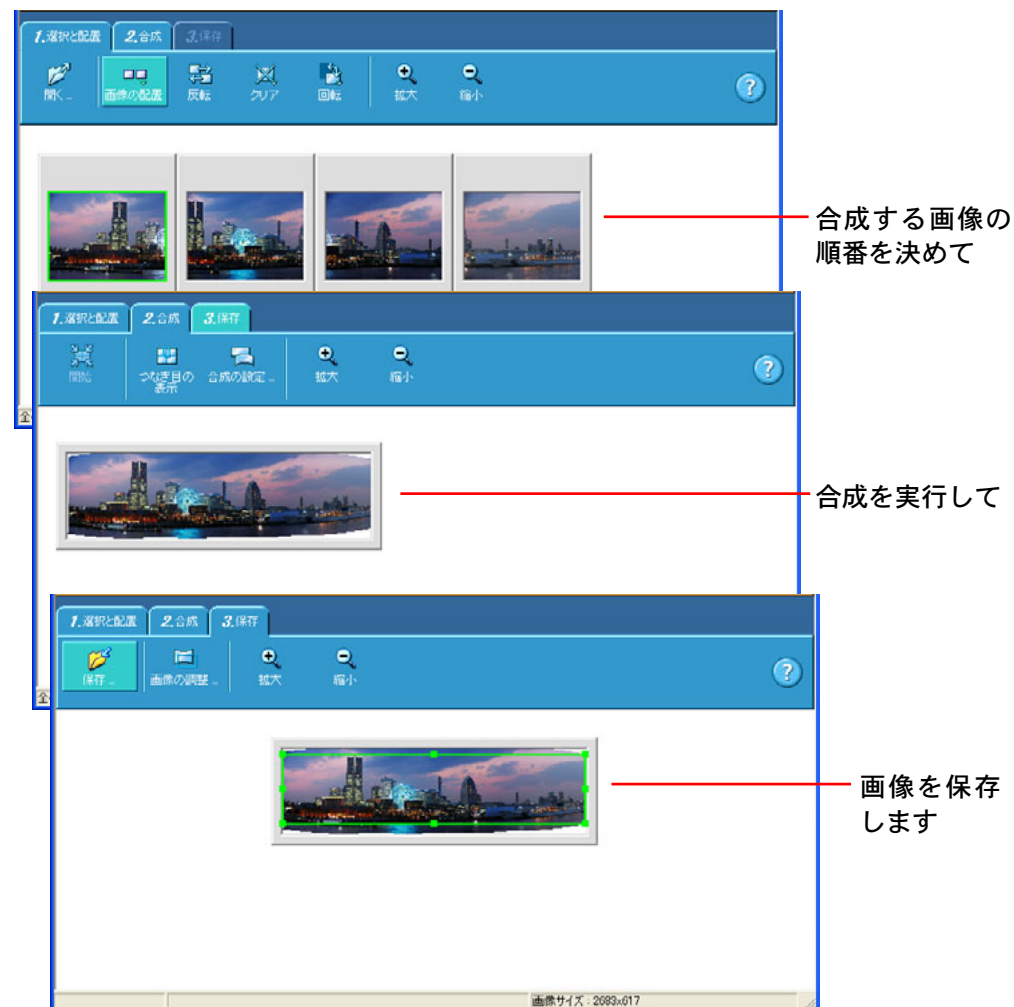 1.選択と配置 2.合成 3.保存
開く...
画像の配置
反転
クリア
回転
拡大
縮小
?
合成する画像の
順番を決めて
1.選択と配置 2.合成 3.保存
開始
つなぎ目の
表示
合成の設定...
拡大
縮小
?
全
合成を実行して
1.選択と配置 2.合成 3.保存
保存...
画像の調整...
拡大
縮小
?
全
画像を保存
します
画像サイズ : 2683x617